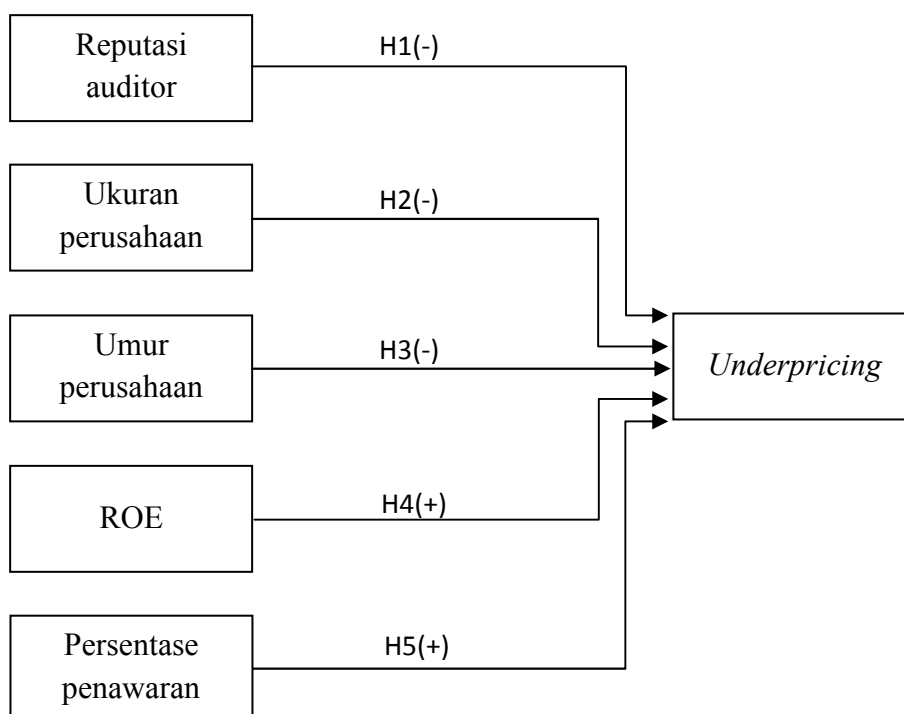 Reputasi
auditor
H1(-)
Ukuran
perusahaan
H2(-)
Umur
perusahaan
H3(-)
Underpricing
ROE
H4(+)
Persentase
penawaran
H5(+)